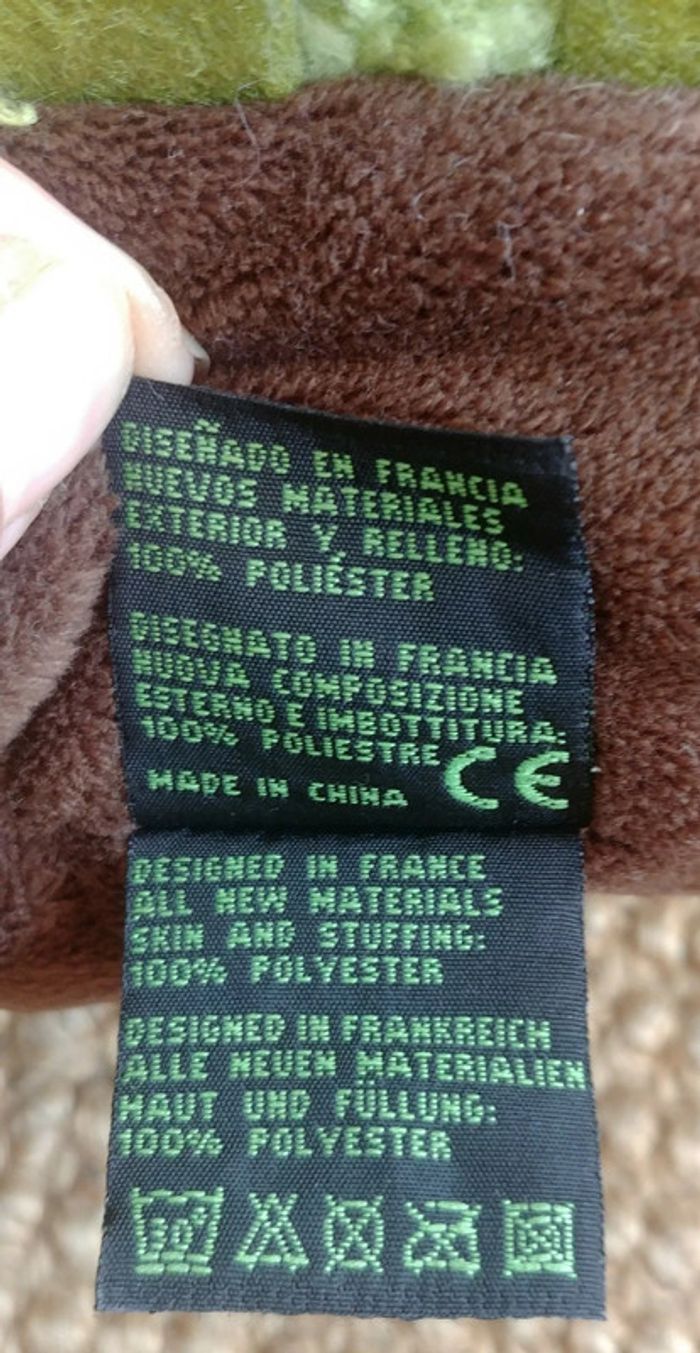 DISEÑADO EN FRANCIA
NUEVOS MATERIALES
EXTERIOR Y RELLENO:
100% POLIÉSTER
DISEGNATO IN FRANCIA
NUOVA COMPOSIZIONE
ESTERNO E IMBOTTITURA:
100% POLIESTRE
MADE IN CHINA CE
DESIGNED IN FRANCE
ALL NEW MATERIALS
SKIN AND STUFFING:
100% POLYESTER
DESIGNED IN FRANKREICH
ALLE NEUEN MATERIALIEN
HAUT UND FÜLLUNG:
100% POLYESTER
30°